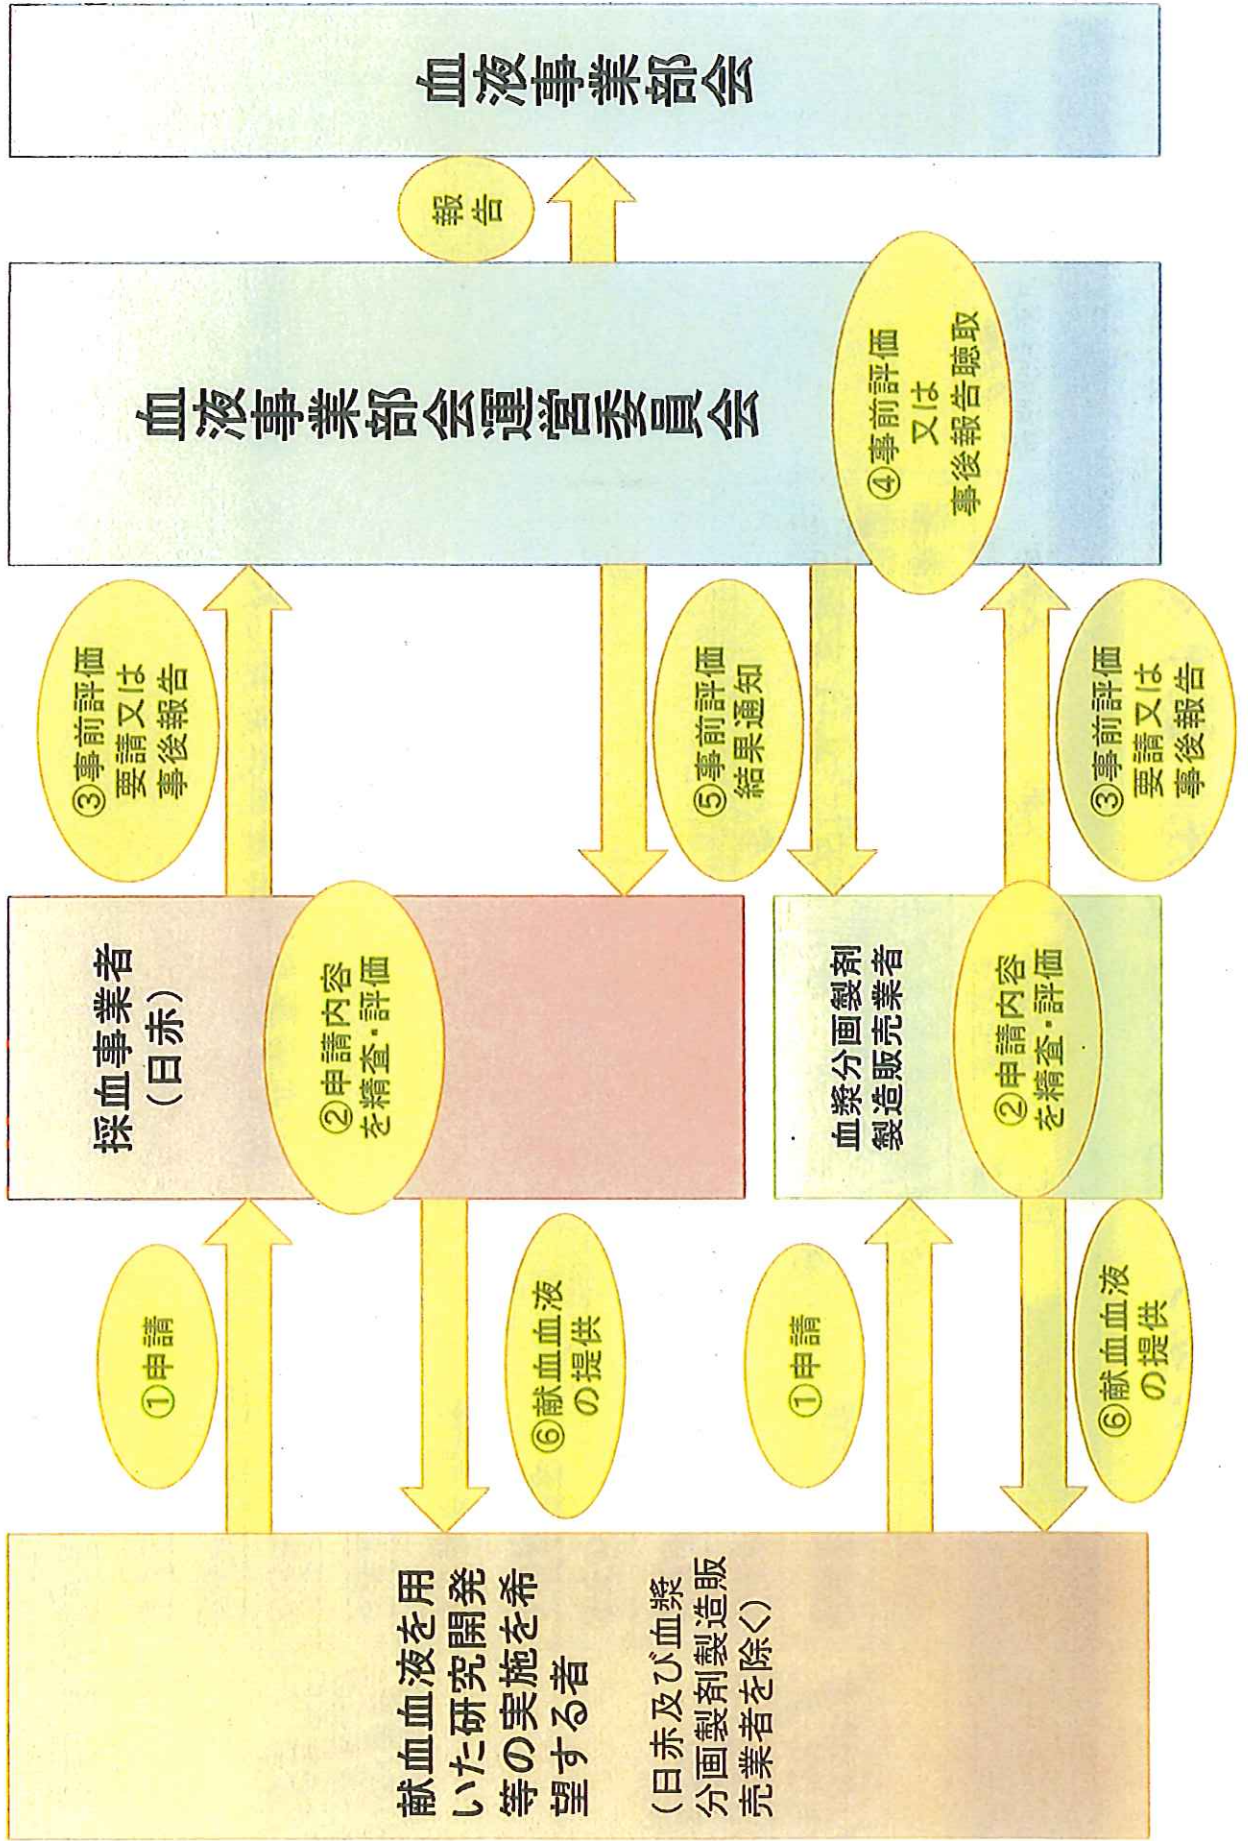 献血血液を用
いた研究開発
等の実施を希
望する者
(日赤及び血漿
分画製剤製造販
売業者を除く)
①申請
⑥献血血液
の提供
①申請
⑥献血血液
の提供
採血事業者
(日赤)
②申請内容
を精査・評価
血漿分画製剤
製造販売業者
②申請内容
を精査・評価
③事前評価
要請又は
事後報告
⑤事前評価
結果通知
③事前評価
要請又は
事後報告
血液事業部会運営委員会
④事前評価
又は
事後報告聴取
報
告
血液事業部会